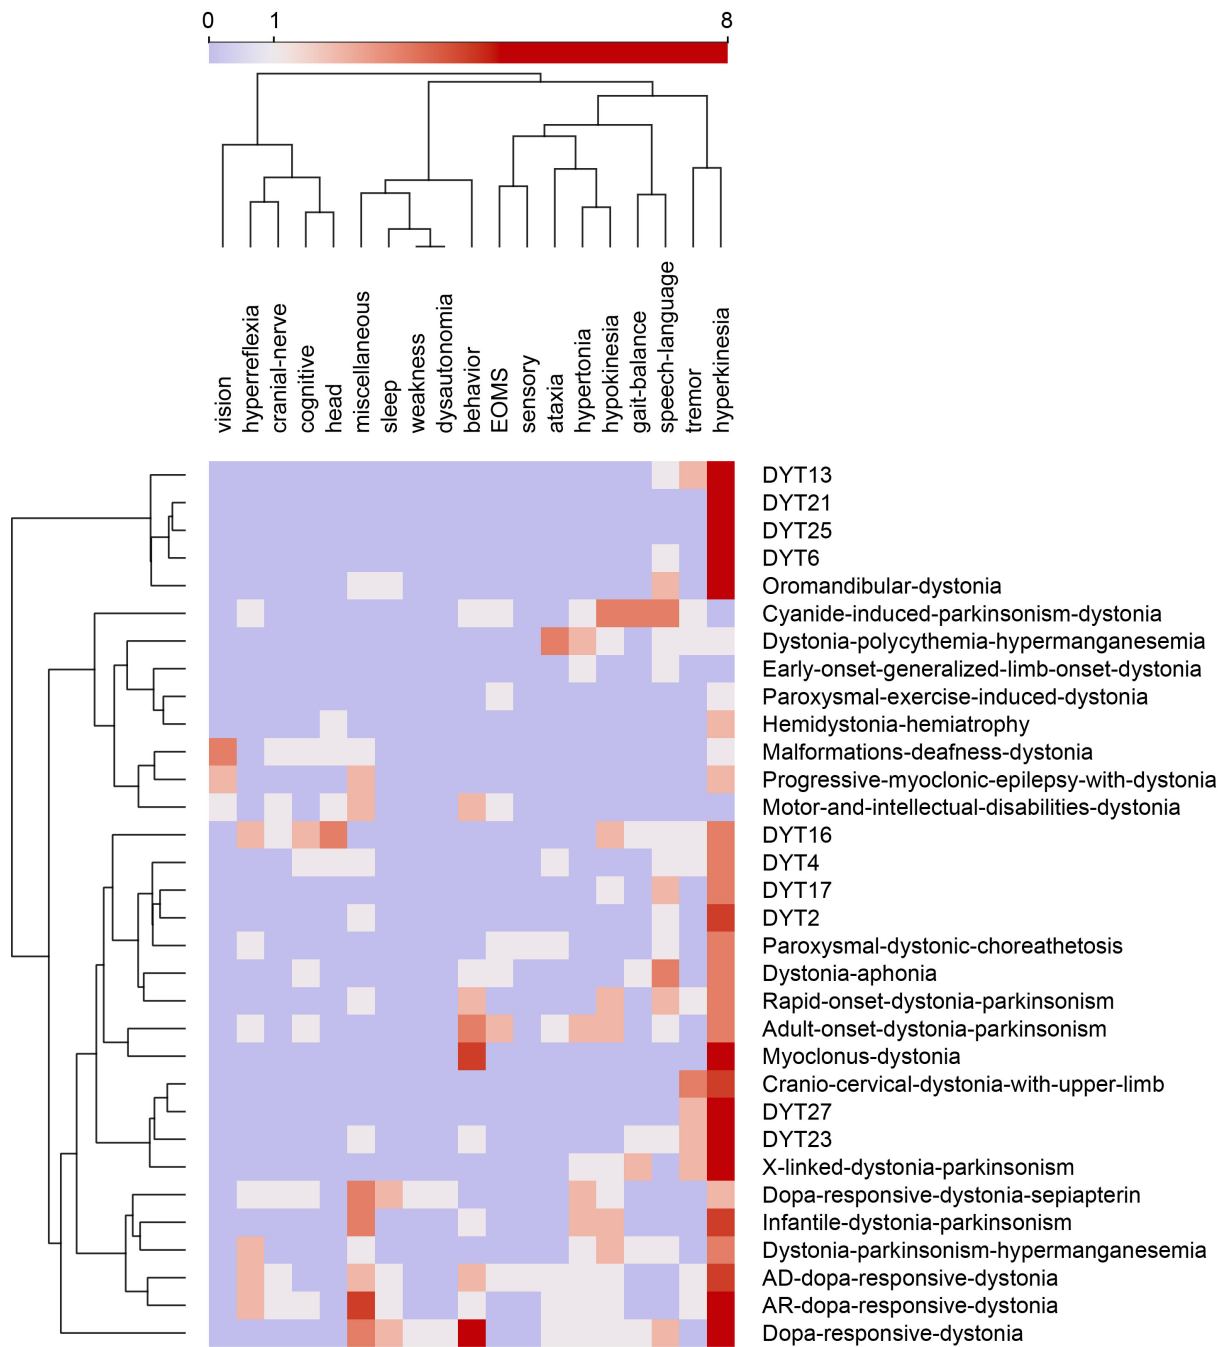 0 1 8
vision
hyperreflexia
cranial-nerve
cognitive
head
miscellaneous
sleep
weakness
dysautonomia
behavior
EOMS
sensory
ataxia
hypertonia
hypokinesia
gait-balance
speech-language
tremor
hyperkinesia
DYT13
DYT21
DYT25
DYT6
Oromandibular-dystonia
Cyanide-induced-parkinsonism-dystonia
Dystonia-polycythemia-hypermanganesemia
Early-onset-generalized-limb-onset-dystonia
Paroxysmal-exercise-induced-dystonia
Hemidystonia-hemiatrophy
Malformations-deafness-dystonia
Progressive-myoclonic-epilepsy-with-dystonia
Motor-and-intellectual-disabilities-dystonia
DYT16
DYT4
DYT17
DYT2
Paroxysmal-dystonic-choreathetosis
Dystonia-aphonia
Rapid-onset-dystonia-parkinsonism
Adult-onset-dystonia-parkinsonism
Myoclonus-dystonia
Cranio-cervical-dystonia-with-upper-limb
DYT27
DYT23
X-linked-dystonia-parkinsonism
Dopa-responsive-dystonia-sepiapterin
Infantile-dystonia-parkinsonism
Dystonia-parkinsonism-hypermanganesemia
AD-dopa-responsive-dystonia
AR-dopa-responsive-dystonia
Dopa-responsive-dystonia